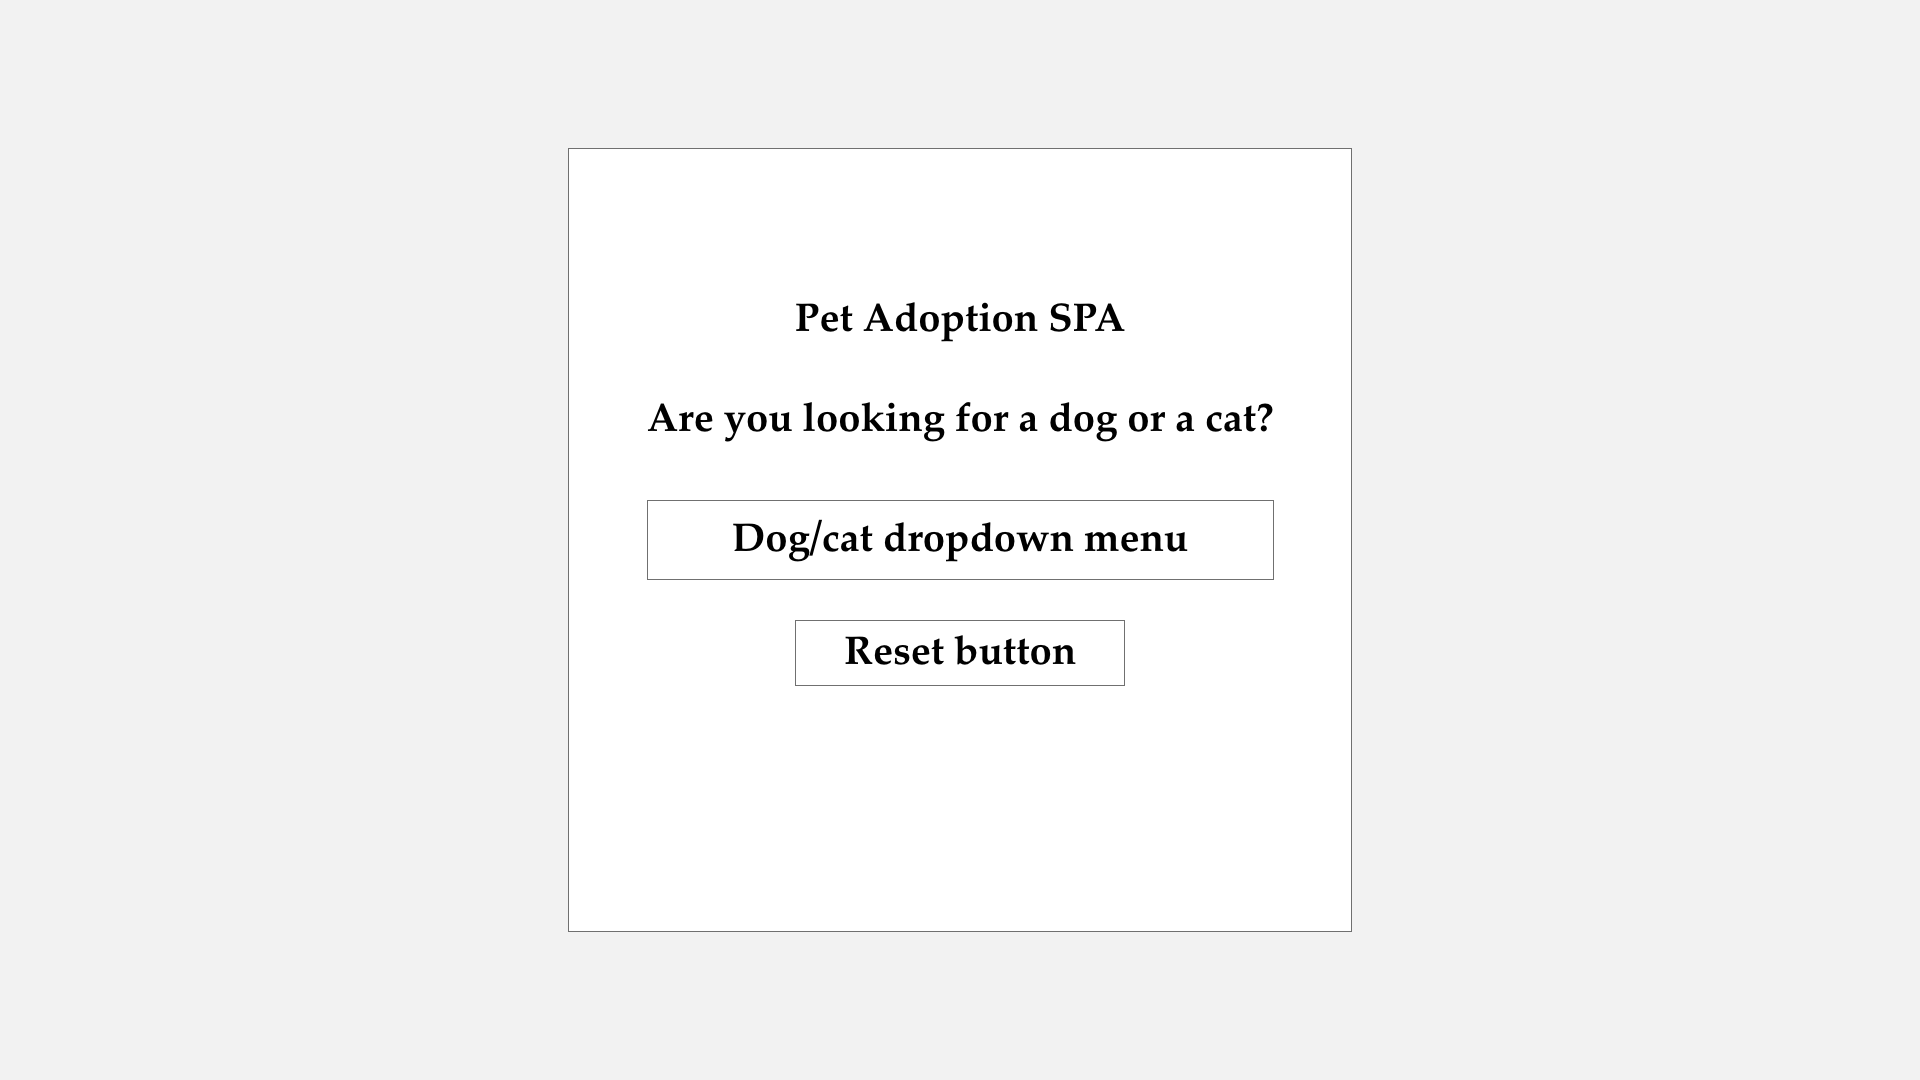 Pet Adoption SPA
Are you looking for a dog or a cat?
Dog/cat dropdown menu
Reset button